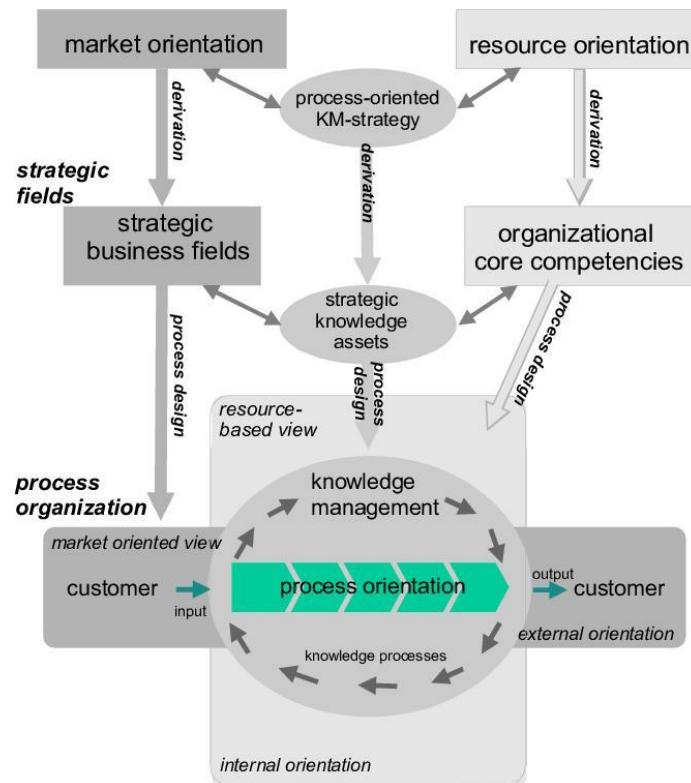 market orientation
resource orientation
process-oriented
KM-strategy
derivation
derivation
derivation
strategic
fields
strategic
business fields
organizational
core competencies
strategic
knowledge
assets
process design
process
design
process design
resource-
based view
process
organization
knowledge
management
market oriented view
customer
input
process orientation
output
customer
knowledge processes
external orientation
internal orientation